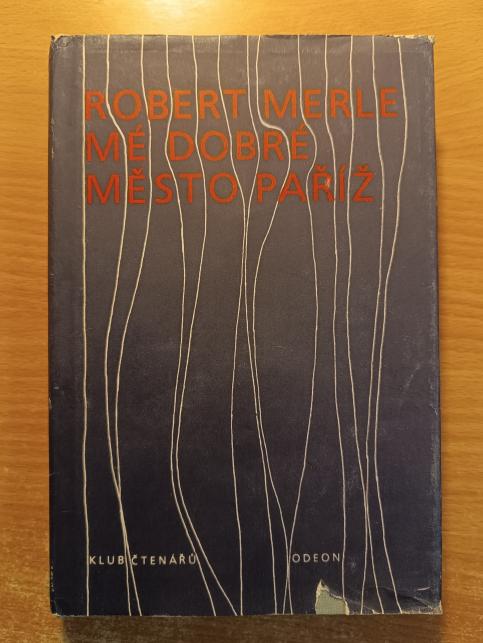 ROBERT MERLE
MÉ DOBRÉ
MĚSTO PAŘÍŽ
KLUB ČTENÁŘŮ ODEON